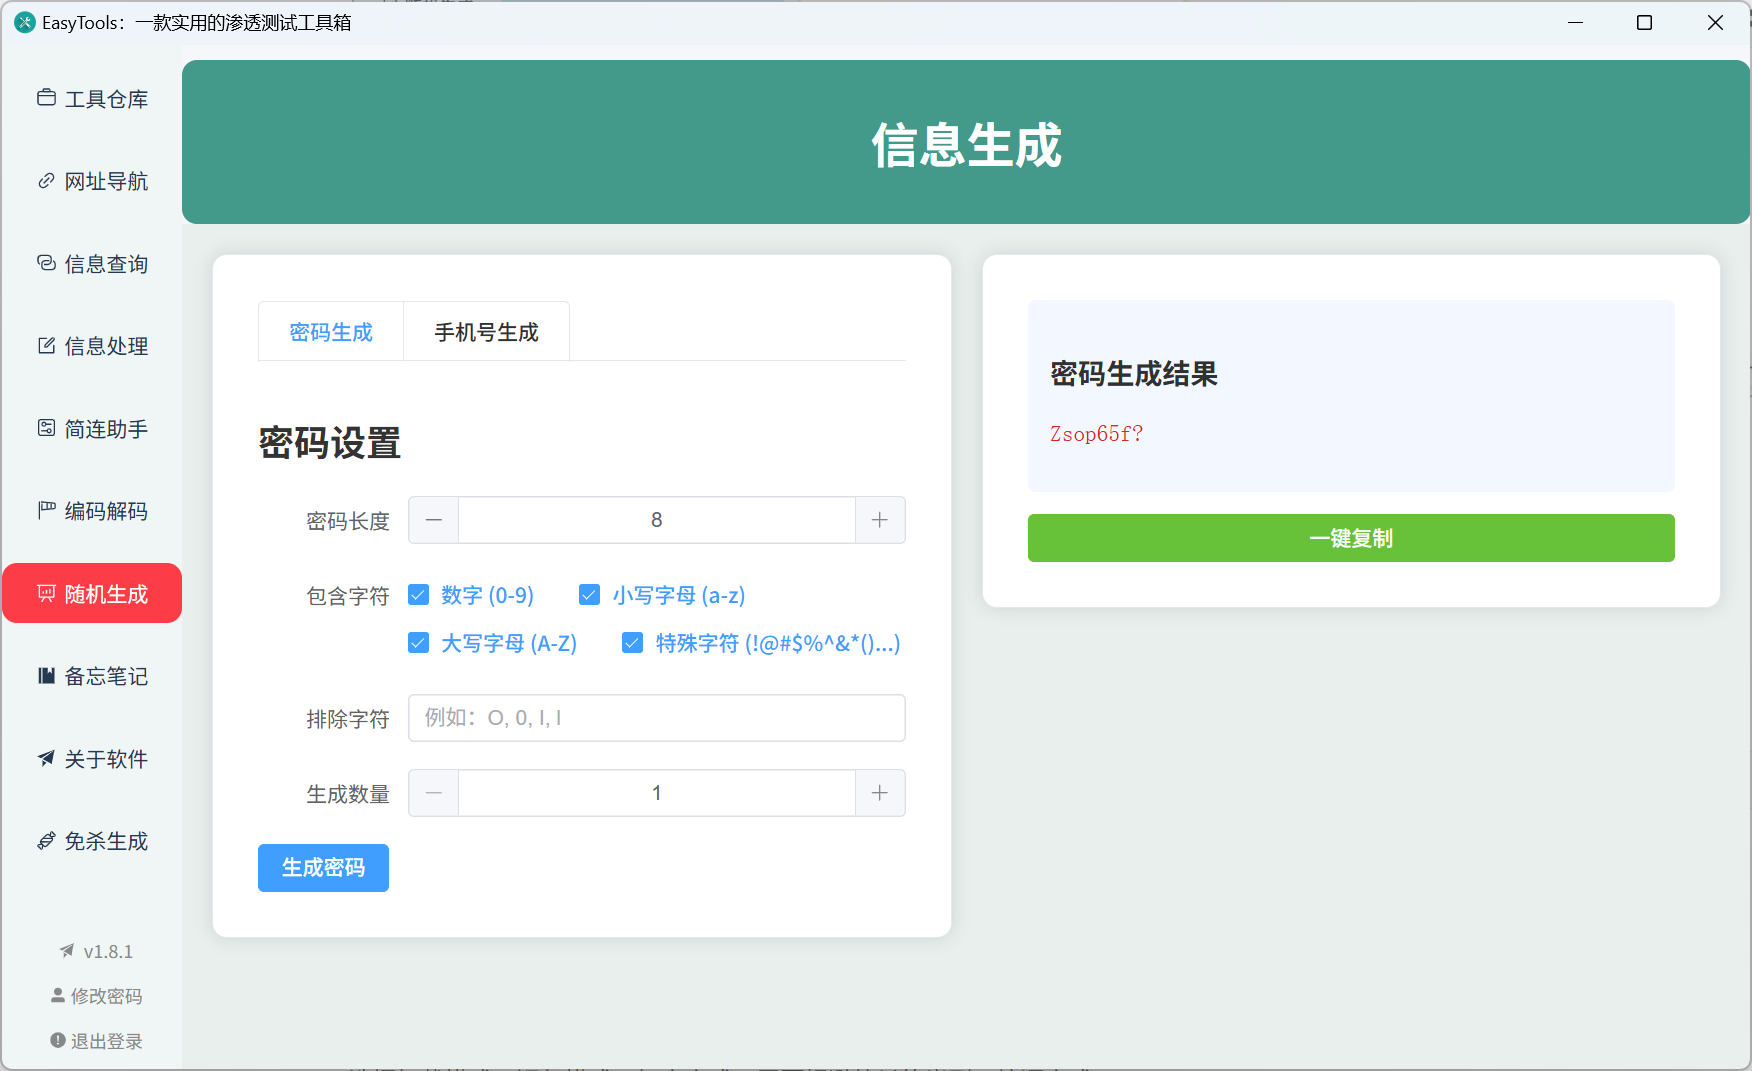 EasyTools：一款实用的渗透测试工具箱
工具仓库
网址导航
信息查询
信息处理
简连助手
编码解码
随机生成
备忘笔记
关于软件
免杀生成
v1.8.1
修改密码
退出登录
信息生成
密码生成
手机号生成
密码设置
密码长度
8
包含字符
数字 (0-9)
小写字母 (a-z)
大写字母 (A-Z)
特殊字符 (!@#$%^&*()...)
排除字符
例如：O, 0, I, l
生成数量
1
生成密码
密码生成结果
Zsop65f?
一键复制